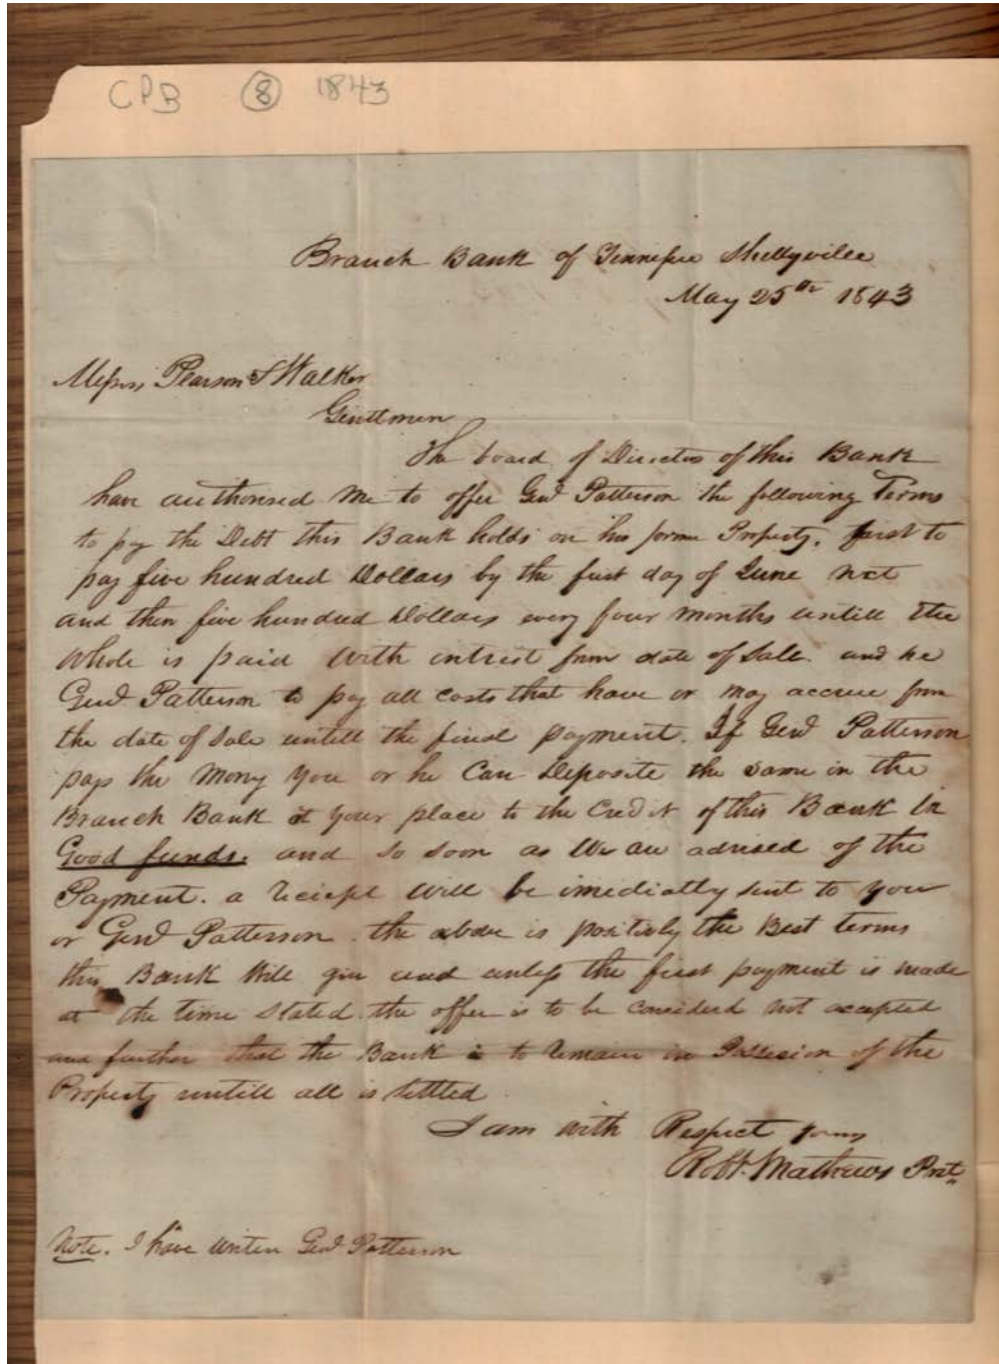 CPB 8 1843
Branch Bank of Tennessee Shelbyville
May 25th 1843
Messrs Pearson & Walker
Gentlmen
The board of Directos of this Bank
have authorised me to offer Genl Patterson the following Terms
to pay the Debt this Bank holds on his former Property. first to
pay five hundred Dollars by the first day of June next
and then five hundred Dollars every four months untill the
whole is paid with intrest from date of Sale. and he
Genl Patterson to pay all costs that have or may accrue from
the date of Sale untill the final payment. If Genl Patterson
pays the Money you or he Can Deposite the same in the
Branch Bank at your place to the Credit of this Bank in
Good funds. and so soon as We are advised of the
Payment. a reciept will be imediatly sent to you
or Genl Patterson. the above is positivly the Best terms
this Bank Will give and unless the first payment is made
at the time stated the offer is to be considerd not accepted
and further that the Bank is to remain in Possesion of the
Property untill all is settled
I am with Respect yours
Robt. Mathews Prst
Note. I have writen Genl Patterson